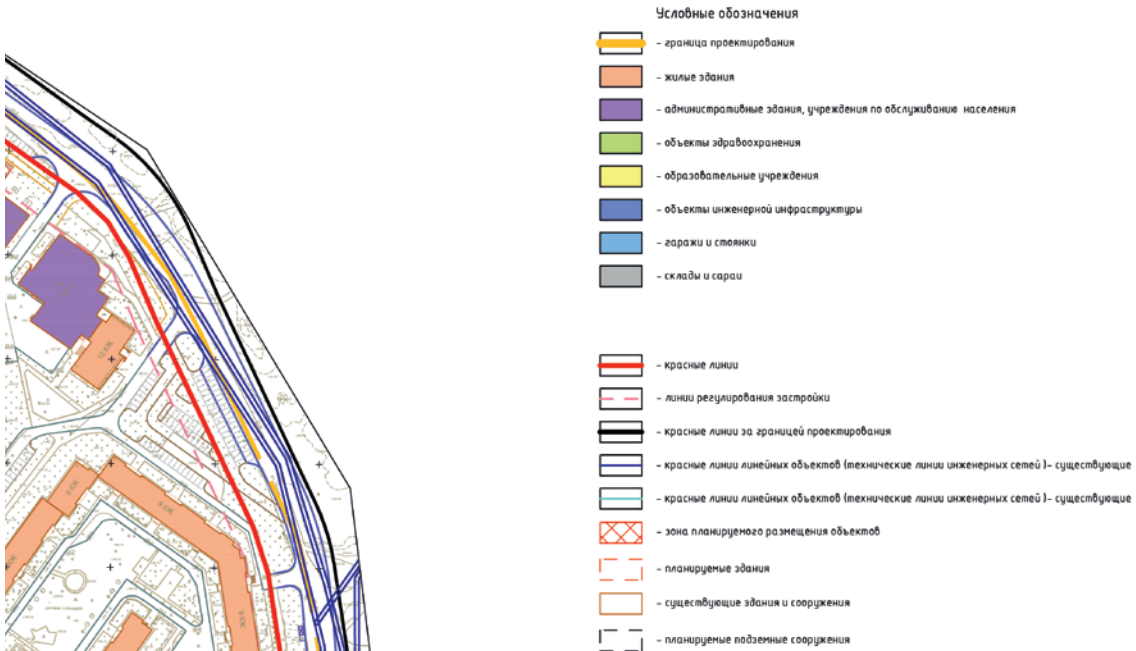 Условные обозначения
- граница проектирования
- жилые здания
- административные здания, учреждения по обслуживанию населения
- объекты здравоохранения
- образовательные учреждения
- объекты инженерной инфраструктуры
- гаражи и стоянки
- склады и сараи
- красные линии
- линии регулирования застройки
- красные линии за границей проектирования
- красные линии линейных объектов (технические линии инженерных сетей )- существующие
- красные линии линейных объектов (технические линии инженерных сетей )- существующие
- зона планируемого размещения объектов
- планируемые здания
- существующие здания и сооружения
- планируемые подземные сооружения